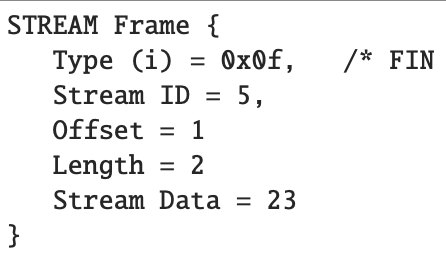 STREAM Frame {
Type (i) = 0x0f, /* FIN
Stream ID = 5,
Offset = 1
Length = 2
Stream Data = 23
}